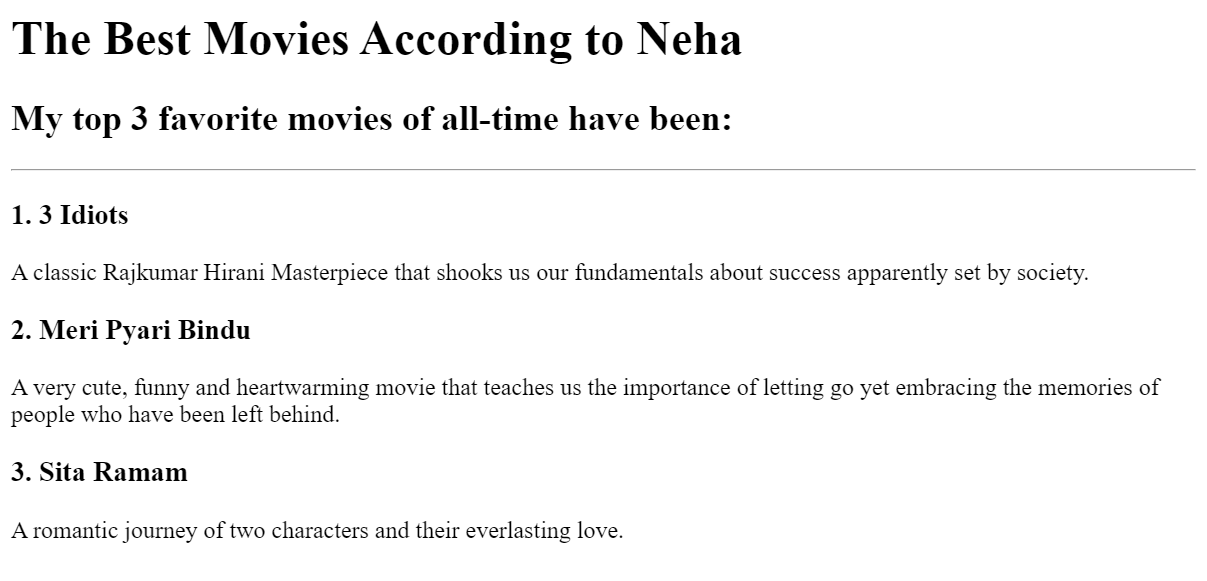 The Best Movies According to Neha
My top 3 favorite movies of all-time have been:
1. 3 Idiots
A classic Rajkumar Hirani Masterpiece that shooks us our fundamentals about success apparently set by society.
2. Meri Pyari Bindu
A very cute, funny and heartwarming movie that teaches us the importance of letting go yet embracing the memories of
people who have been left behind.
3. Sita Ramam
A romantic journey of two characters and their everlasting love.